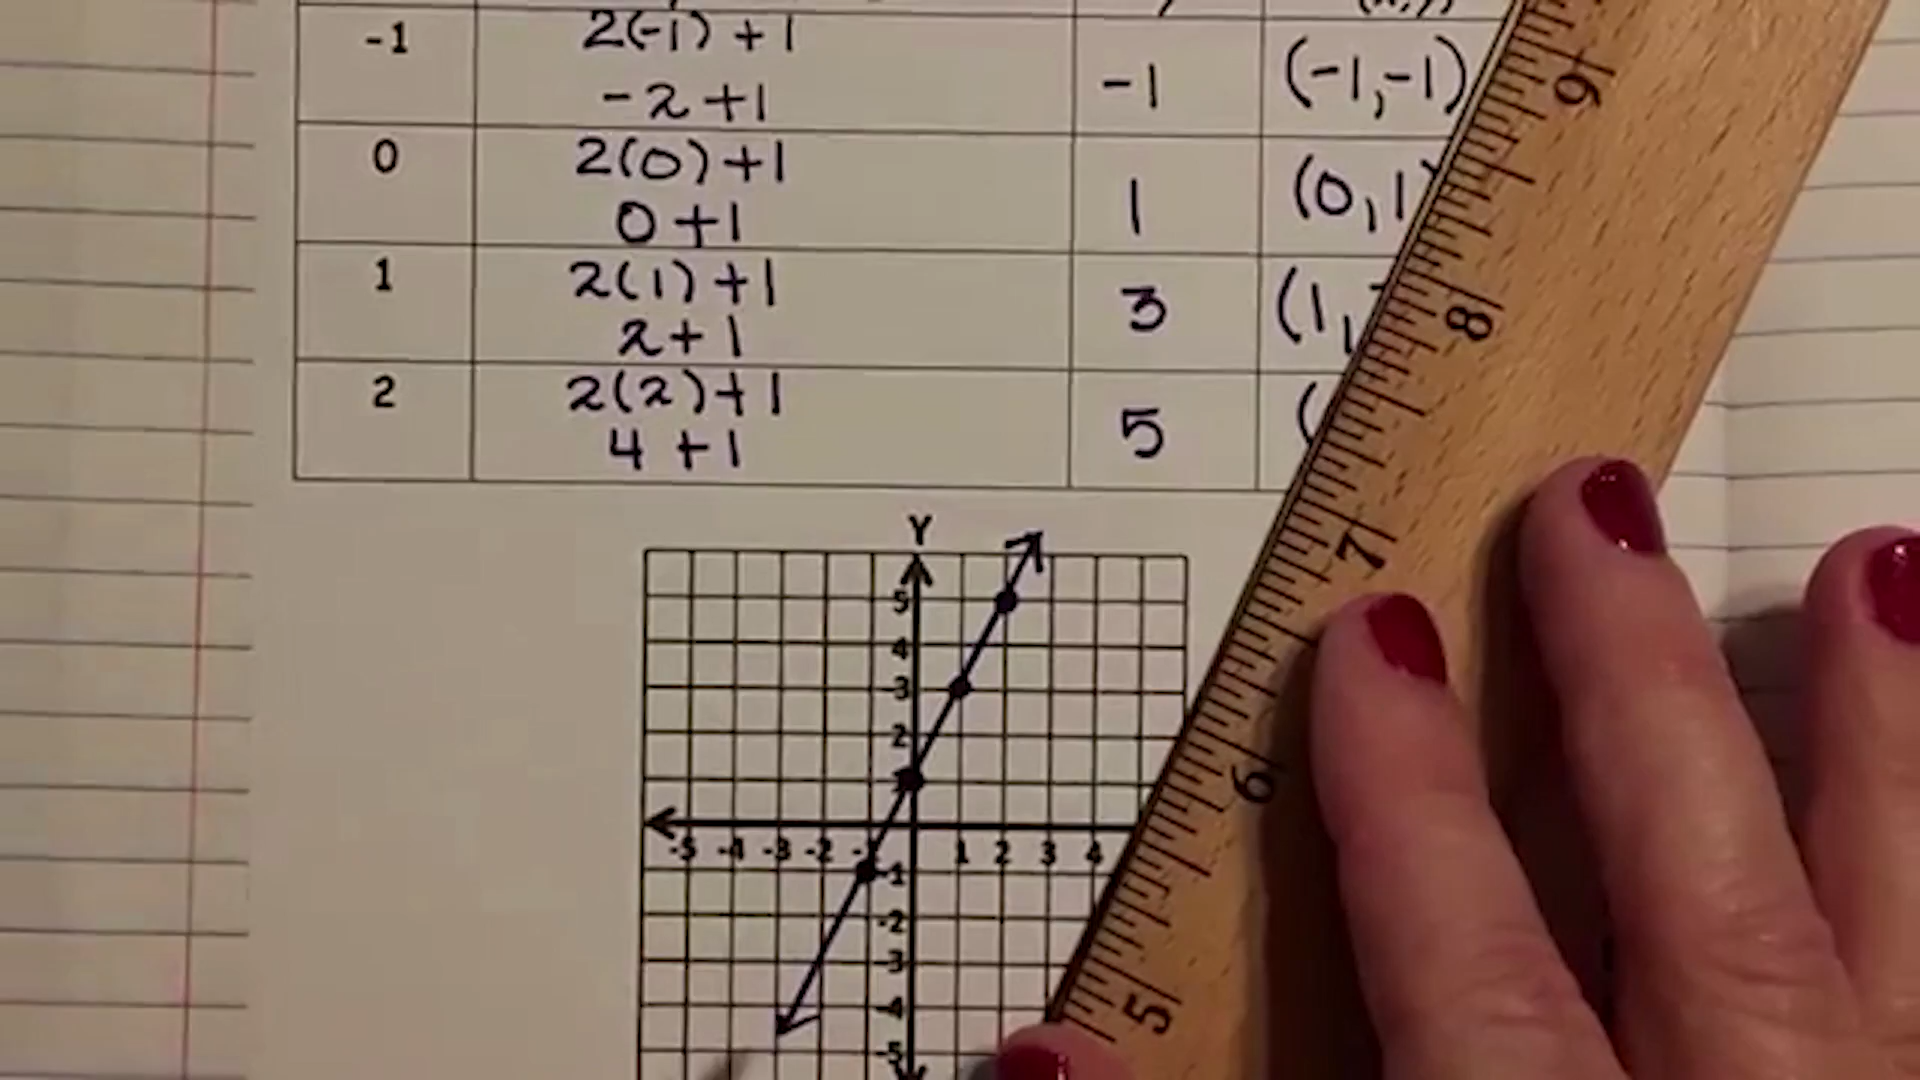 -1 2(-1) + 1
-2 + 1 -1 (-1,-1)
0 2(0) + 1
0 + 1 1 (0,1
1 2(1) + 1
2 + 1 3 (1,
2 2(2) + 1
4 + 1 5 (
Y
5
4
3
2
-5 -4 -3 -2 1 2 3 4
-1
-2
-3
-4
-5
9
8
7
6
5